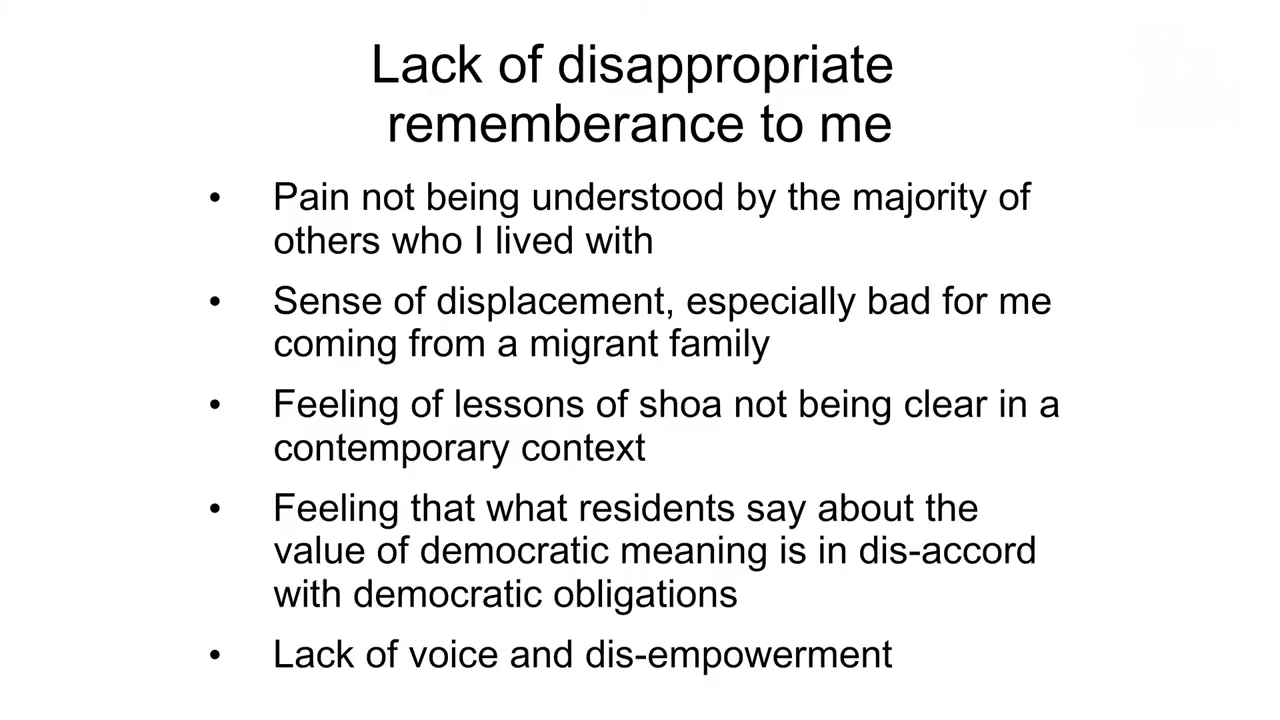 Lack of disappropriate
rememberance to me
• Pain not being understood by the majority of
others who I lived with
• Sense of displacement, especially bad for me
coming from a migrant family
• Feeling of lessons of shoa not being clear in a
contemporary context
• Feeling that what residents say about the
value of democratic meaning is in dis-accord
with democratic obligations
• Lack of voice and dis-empowerment